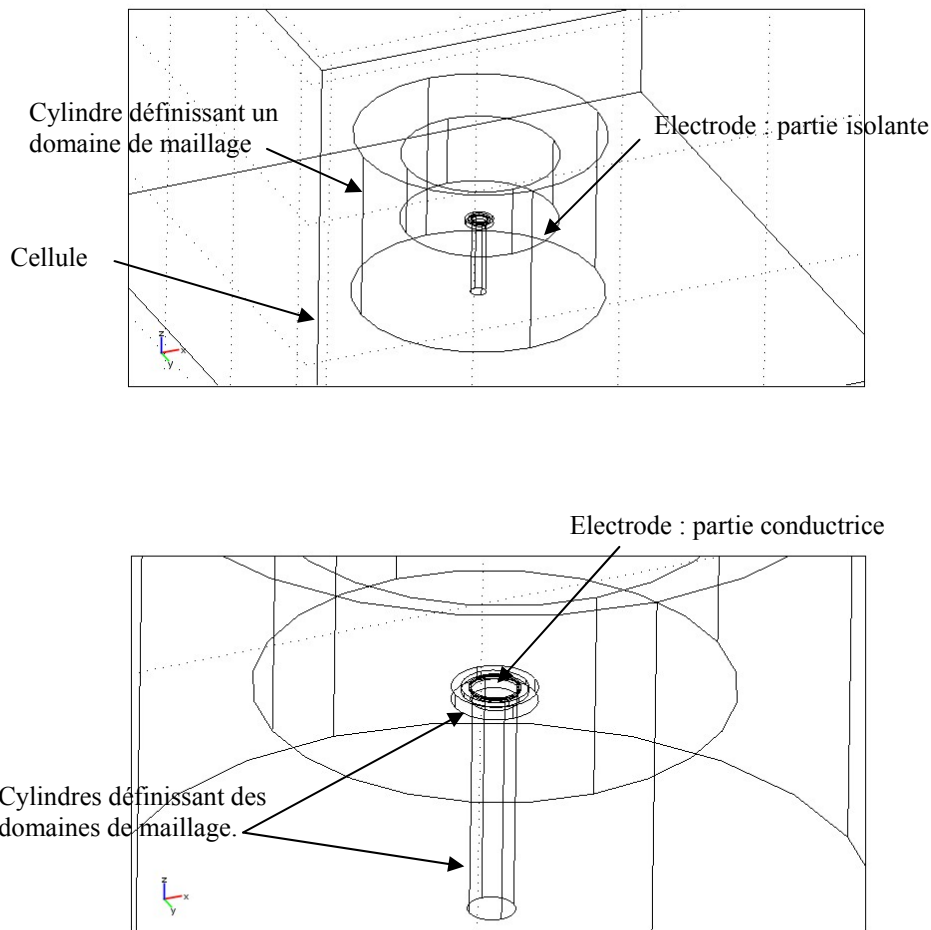 Cylindre définissant un
domaine de maillage
Electrode : partie isolante
Cellule
z
x
y
Electrode : partie conductrice
Cylindres définissant des
domaines de maillage.
z
x
y